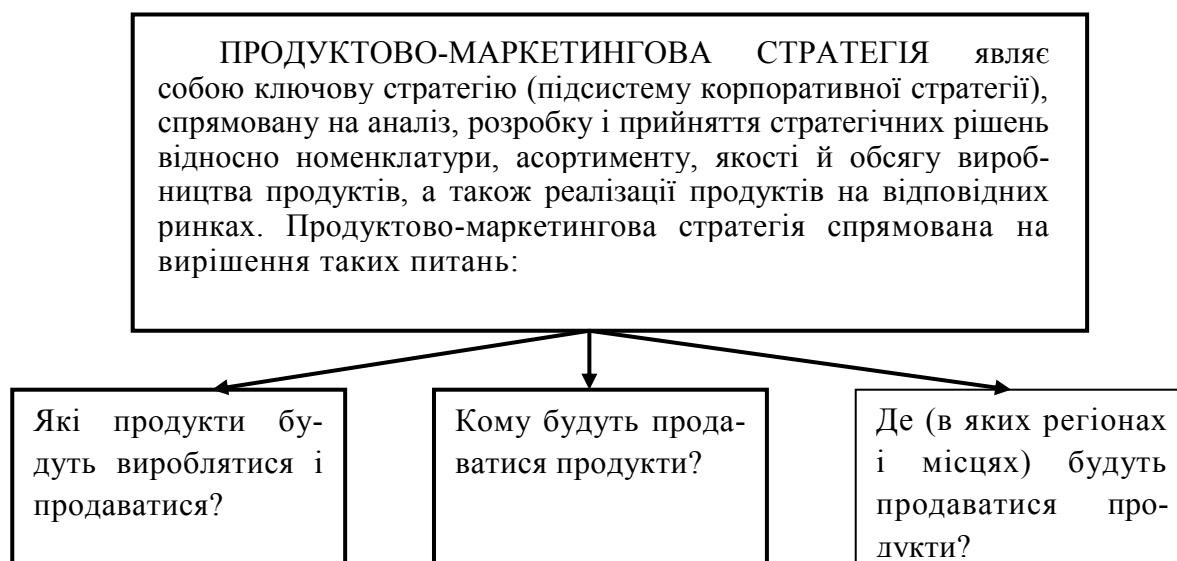 ПРОДУКТОВО-МАРКЕТИНГОВА СТРАТЕГІЯ являє
собою ключову стратегію (підсистему корпоративної стратегії),
спрямовану на аналіз, розробку і прийняття стратегічних рішень
відносно номенклатури, асортименту, якості й обсягу вироб-
ництва продуктів, а також реалізації продуктів на відповідних
ринках. Продуктово-маркетингова стратегія спрямована на
вирішення таких питань:
Які продукти бу-
дуть вироблятися і
продаватися?
Кому будуть прода-
ватися продукти?
Де (в яких регіонах
і місцях) будуть
продаватися про-
дукти?